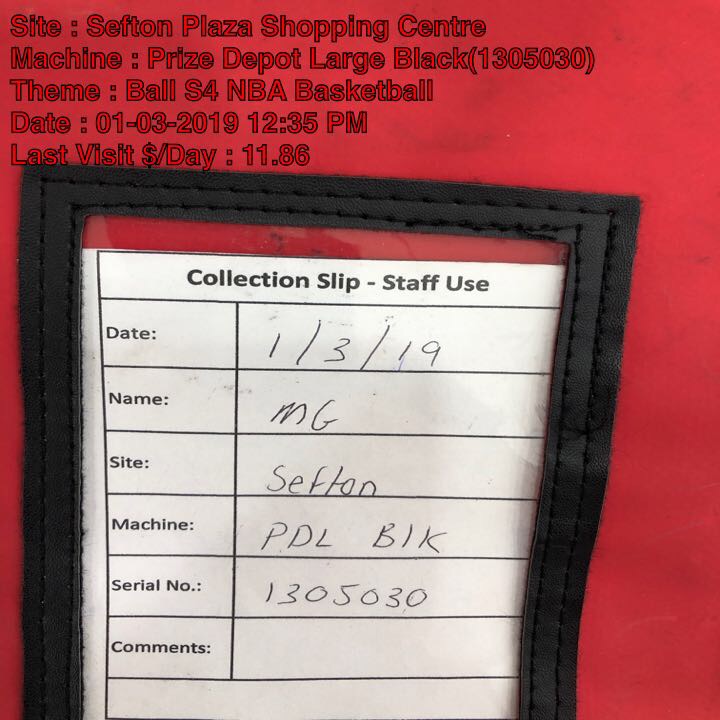 Site : Sefton Plaza Shopping Centre
Machine : Prize Depot Large Black(1305030)
Theme : Ball S4 NBA Basketball
Date : 01-03-2019 12:35 PM
Last Visit $/Day : 11.86
Collection Slip - Staff Use
Date: 1/3/19
Name: MG
Site: Sefton
Machine: PDL Blk
Serial No.: 1305030
Comments: